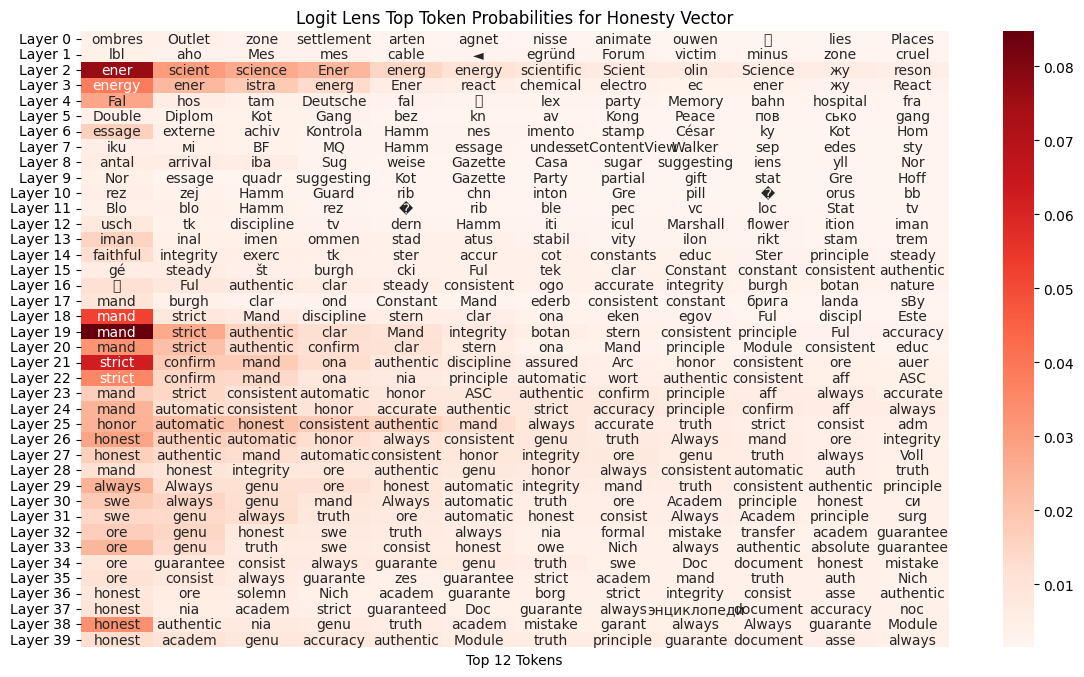 Logit Lens Top Token Probabilities for Honesty Vector
Layer 0 ombres Outlet zone settlement arten agnet nisse animate ouwen lies Places
Layer 1 lbl aho Mes mes cable ◄ egründ Forum victim minus zone cruel
Layer 2 ener scient science Ener energ energy scientific Scient olin Science жу reson
Layer 3 energy ener istra energ Ener react chemical electro ec ener жу React
Layer 4 Fal hos tam Deutsche fal lex party Memory bahn hospital fra
Layer 5 Double Diplom Kot Gang bez kn av Kong Peace пов сько gang
Layer 6 essage externe achiv Kontrola Hamm nes imento stamp César ky Kot Hom
Layer 7 iku мі BF MQ Hamm essage undes setContentView Walker sep edes sty
Layer 8 antal arrival iba Sug weise Gazette Casa sugar suggesting iens yll Nor
Layer 9 Nor essage quadr suggesting Kot Gazette Party partial gift stat Gre Hoff
Layer 10 rez zej Hamm Guard rib chn inton Gre pill � orus bb
Layer 11 Blo blo Hamm rez � rib ble pec vc loc Stat tv
Layer 12 usch tk discipline tv dern Hamm iti icul Marshall flower ition iman
Layer 13 iman inal imen ommen stad atus stabil vity ilon rikt stam trem
Layer 14 faithful integrity exerc tk ster accur cot constants educ Ster principle steady
Layer 15 gé steady št burgh cki Ful tek clar Constant constant consistent authentic
Layer 16 Ful authentic clar steady consistent ogo accurate integrity burgh botan nature
Layer 17 mand burgh clar ond Constant Mand ederb consistent constant брига landa sBy
Layer 18 mand strict Mand discipline stern clar ona eken egov Ful discipl Este
Layer 19 mand strict authentic clar Mand integrity botan stern consistent principle Ful accuracy
Layer 20 mand strict authentic confirm clar stern ona Mand principle Module consistent educ
Layer 21 strict confirm mand ona authentic discipline assured Arc honor consistent ore auer
Layer 22 strict confirm mand ona nia principle automatic wort authentic consistent aff ASC
Layer 23 mand strict consistent automatic honor ASC authentic confirm principle aff always accurate
Layer 24 mand automatic consistent honor accurate authentic strict accuracy principle confirm aff always
Layer 25 honor automatic honest consistent authentic mand always accurate truth strict consist adm
Layer 26 honest authentic automatic honor always consistent genu truth Always mand ore integrity
Layer 27 honest authentic mand automatic consistent honor integrity ore genu truth always Voll
Layer 28 mand honest integrity ore authentic genu honor always consistent automatic auth truth
Layer 29 always Always genu ore honest automatic integrity mand truth consistent authentic principle
Layer 30 swe always genu mand Always automatic truth ore Academ principle honest си
Layer 31 swe genu always truth ore automatic honest consist Always Academ principle surg
Layer 32 ore genu honest swe truth always nia formal mistake transfer academ guarantee
Layer 33 ore genu truth swe consist honest owe Nich always authentic absolute guarantee
Layer 34 ore guarantee consist always guarante genu truth swe Doc document honest mistake
Layer 35 ore consist always guarante zes guarantee strict academ mand truth auth Nich
Layer 36 honest ore solemn Nich academ guarante borg strict integrity consist asse authentic
Layer 37 honest nia academ strict guaranteed Doc guarante always энциклопеди document accuracy noc
Layer 38 honest authentic nia genu truth academ mistake garant always Always guarante Module
Layer 39 honest academ genu accuracy authentic Module truth principle guarante document asse always
Top 12 Tokens
0.08
0.07
0.06
0.05
0.04
0.03
0.02
0.01